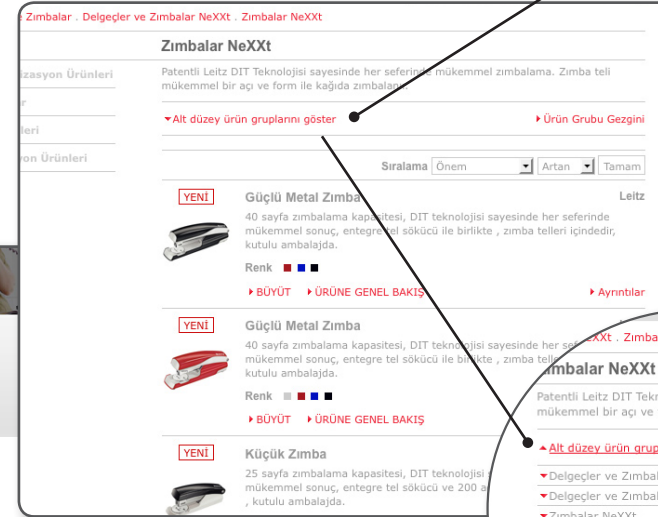 Zımbalar . Delgeçler ve Zımbalar NeXXt . Zımbalar NeXXt
Zımbalar NeXXt
Patentli Leitz DIT Teknolojisi sayesinde her seferinde mükemmel zımbalama. Zımba teli
mükemmel bir açı ve form ile kağıda zımbalanır.
Alt düzey ürün gruplarını göster
Ürün Grubu Gezgini
Ürünleri
Ürünleri
Sıralama Önem Artan Tamam
YENİ
Güçlü Metal Zımba
Leitz
40 sayfa zımbalama kapasitesi, DIT teknolojisi sayesinde her seferinde
mükemmel sonuç, entegre tel sökücü ile birlikte , zımba telleri içindedir,
kutulu ambalajda.
Renk
BÜYÜT ÜRÜNE GENEL BAKIŞ
Ayrıntılar
YENİ
Güçlü Metal Zımba
40 sayfa zımbalama kapasitesi, DIT teknolojisi sayesinde her
mükemmel sonuç, entegre tel sökücü ile birlikte , zımba
kutulu ambalajda.
Renk
BÜYÜT ÜRÜNE GENEL BAKIŞ
YENİ
Küçük Zımba
25 sayfa zımbalama kapasitesi, DIT teknolojisi
mükemmel sonuç, entegre tel sökücü ve 200
, kutulu ambalajda.
NeXXt
Patentli Leitz DIT
mükemmel bir açı ve
Alt düzey ürün
Delgeçler ve
Delgeçler ve
Zımbalar NeXXt